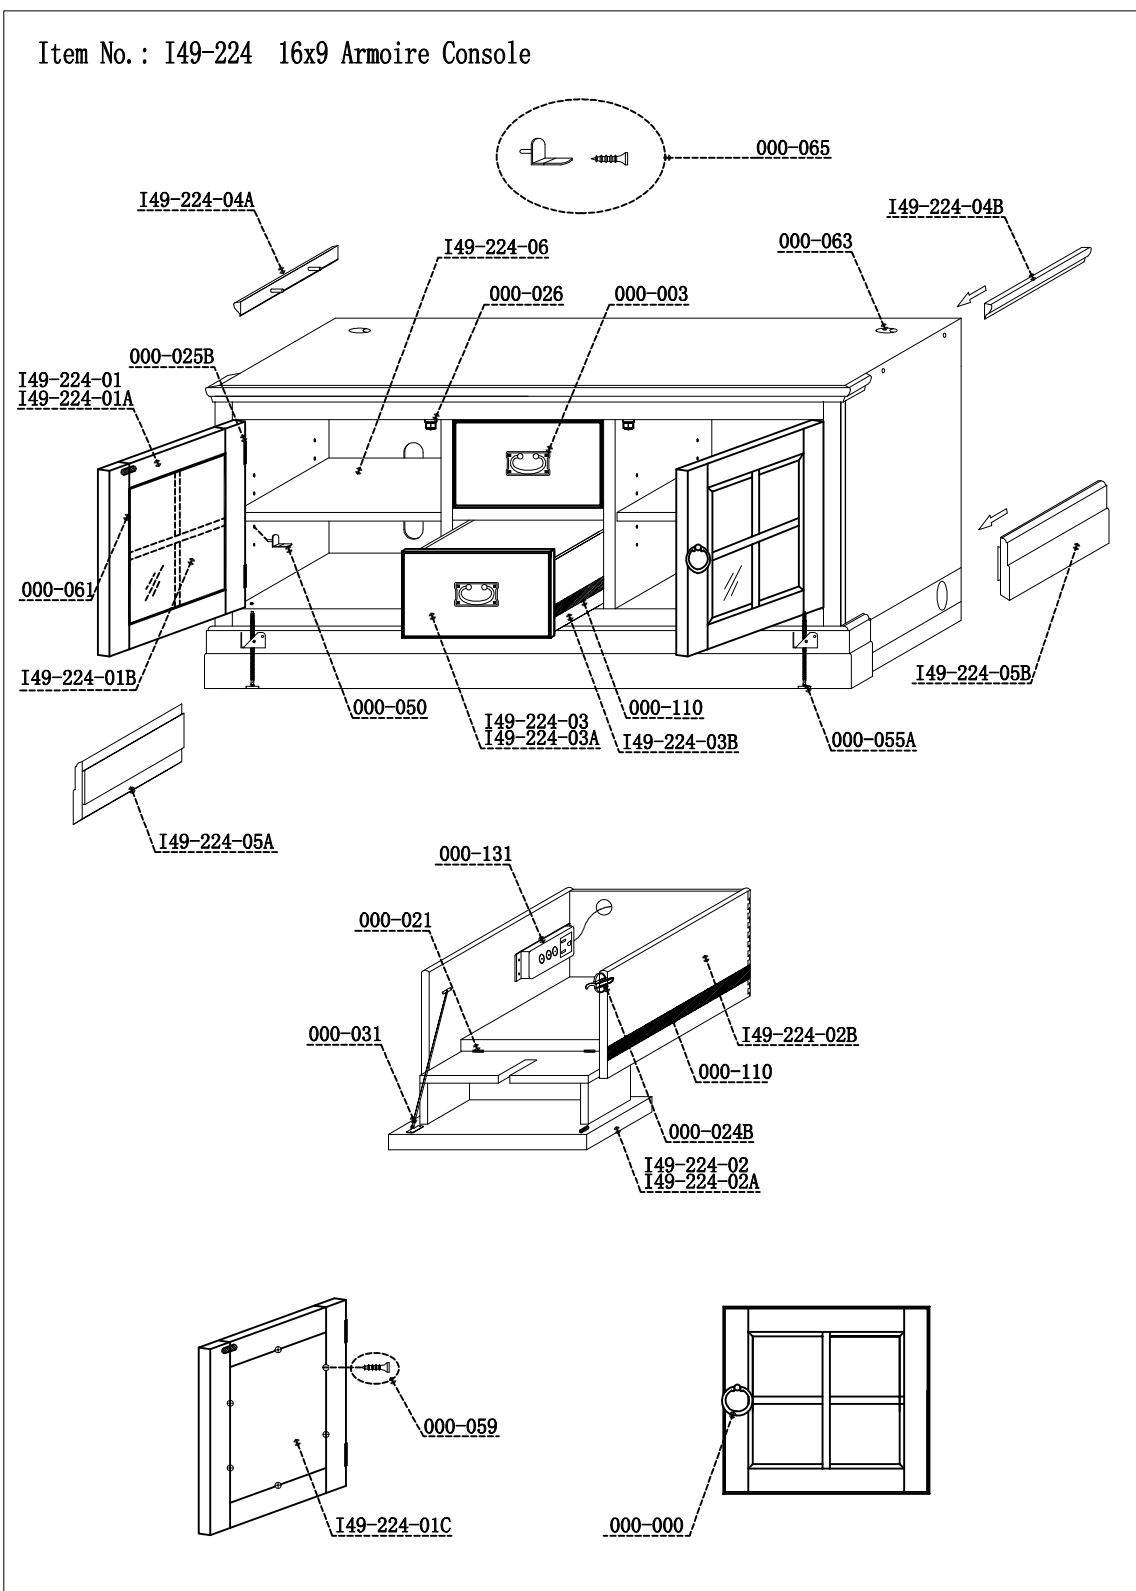 Item No.: I49-224 16x9 Armoire Console
000-065
I49-224-04A
I49-224-04B
I49-224-06
000-063
000-026
000-003
000-025B
I49-224-01
I49-224-01A
000-061
I49-224-01B
I49-224-05B
000-050
000-110
I49-224-03
I49-224-03A
I49-224-03B
000-055A
I49-224-05A
000-131
000-021
000-031
I49-224-02B
000-110
000-024B
I49-224-02
I49-224-02A
000-059
I49-224-01C
000-000